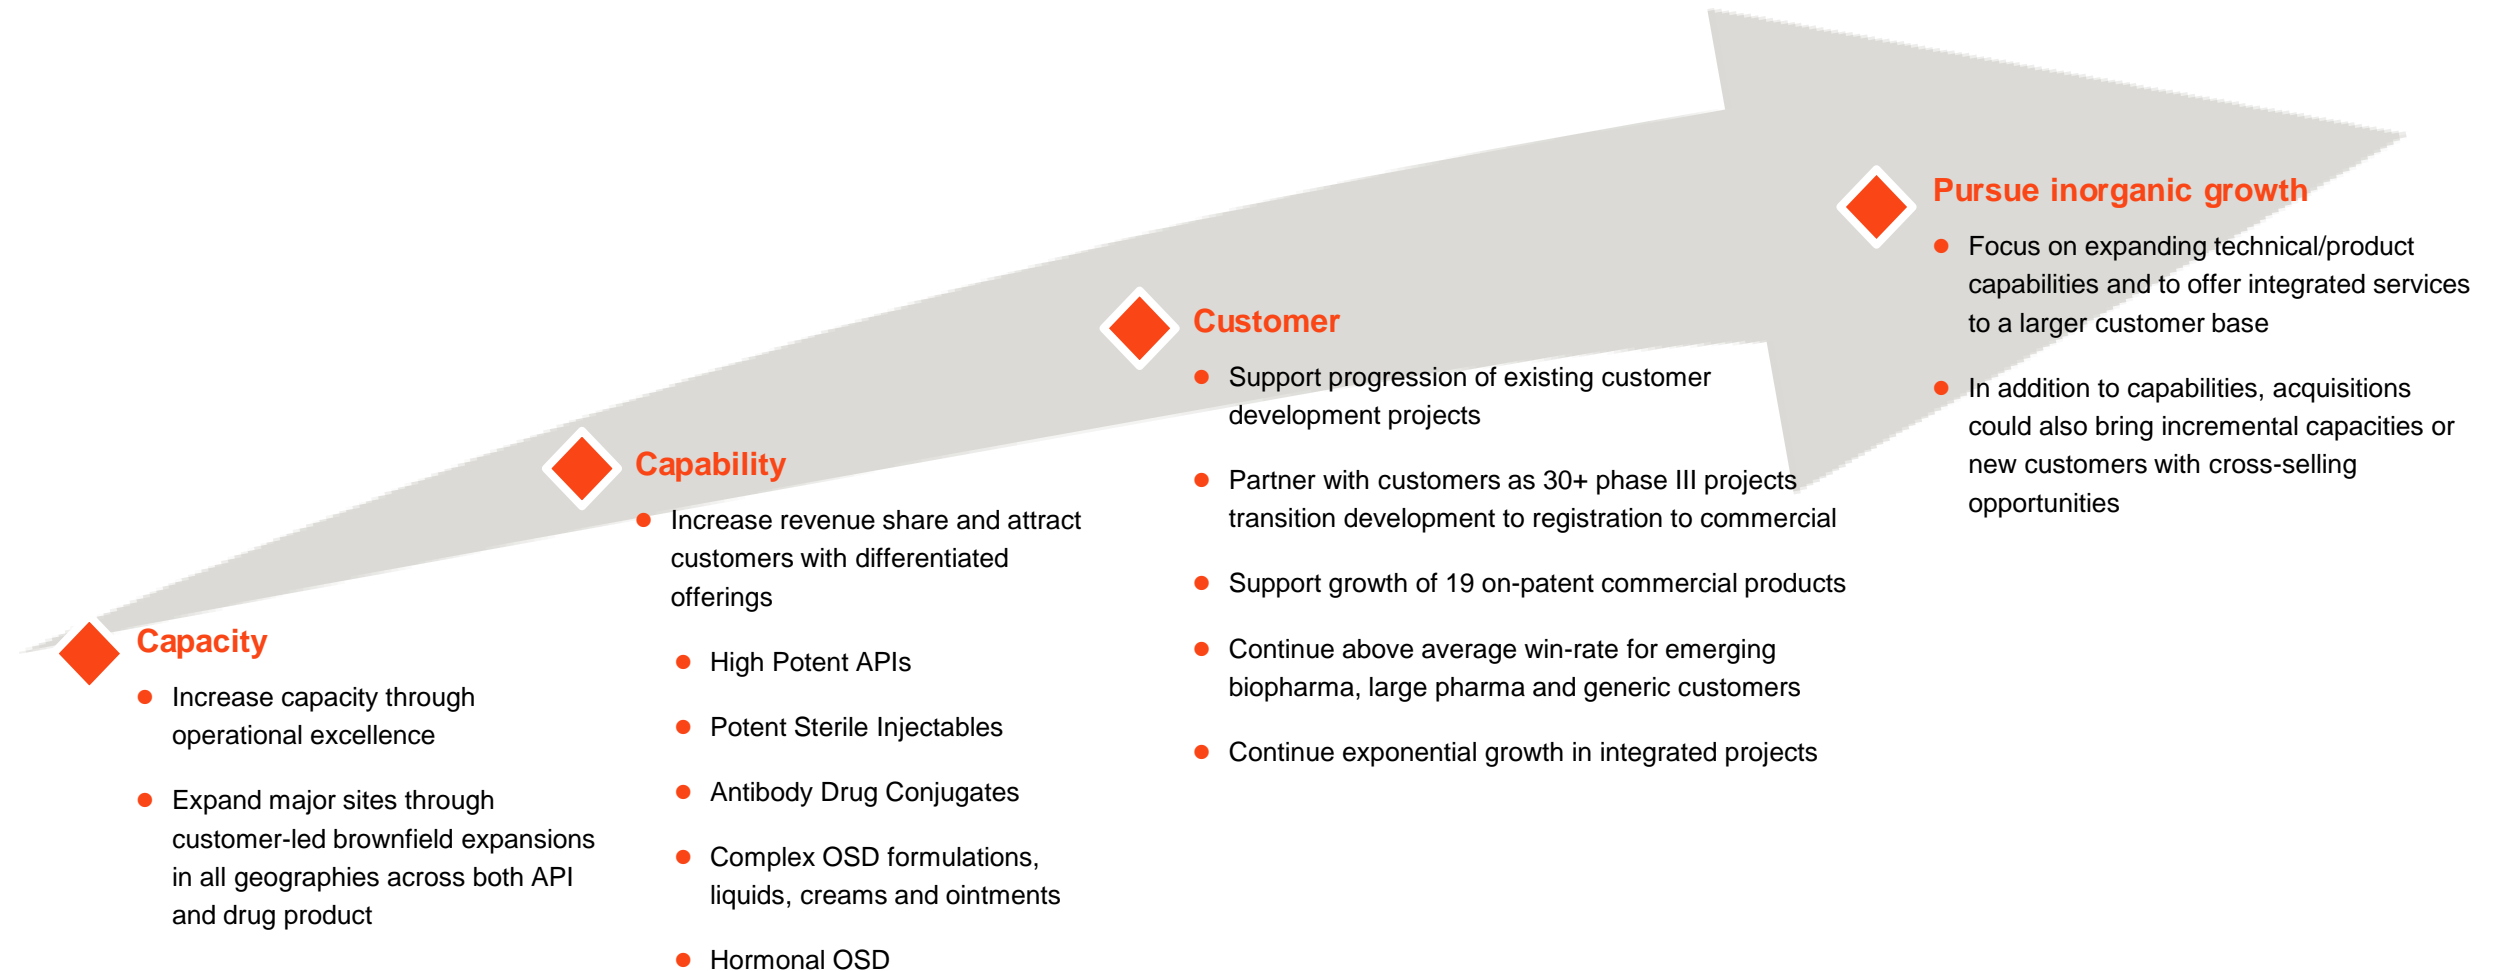 Capacity
Increase capacity through
operational excellence
Expand major sites through
customer-led brownfield expansions
in all geographies across both API
and drug product
Capability
Increase revenue share and attract
customers with differentiated
offerings
High Potent APIs
Potent Sterile Injectables
Antibody Drug Conjugates
Complex OSD formulations,
liquids, creams and ointments
Hormonal OSD
Customer
Support progression of existing customer
development projects
Partner with customers as 30+ phase III projects
transition development to registration to commercial
Support growth of 19 on-patent commercial products
Continue above average win-rate for emerging
biopharma, large pharma and generic customers
Continue exponential growth in integrated projects
Pursue inorganic growth
Focus on expanding technical/product
capabilities and to offer integrated services
to a larger customer base
In addition to capabilities, acquisitions
could also bring incremental capacities or
new customers with cross-selling
opportunities